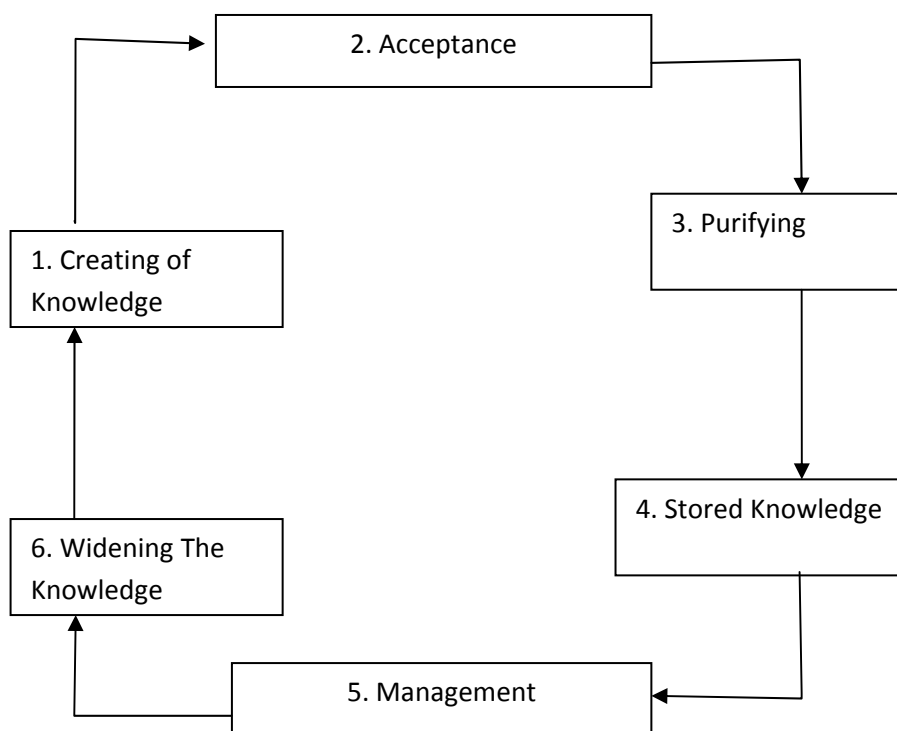 2. Acceptance
3. Purifying
1. Creating of
Knowledge
4. Stored Knowledge
6. Widening The
Knowledge
5. Management